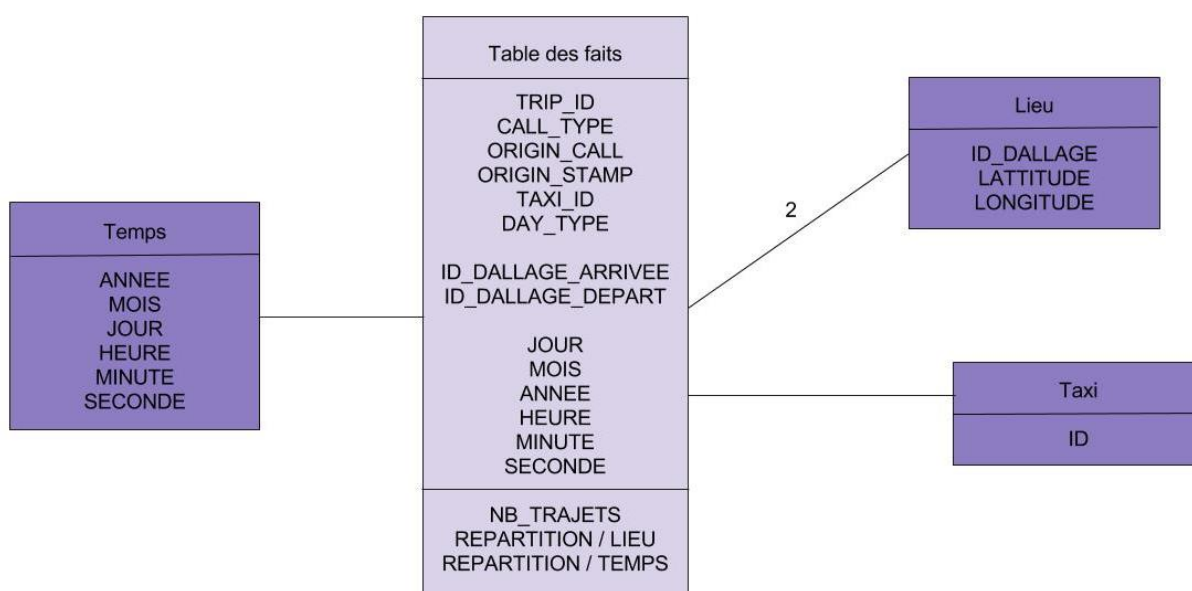 Temps
ANNEE
MOIS
JOUR
HEURE
MINUTE
SECONDE
Table des faits
TRIP_ID
CALL_TYPE
ORIGIN_CALL
ORIGIN_STAMP
TAXI_ID
DAY_TYPE
ID_DALLAGE_ARRIVEE
ID_DALLAGE_DEPART
JOUR
MOIS
ANNEE
HEURE
MINUTE
SECONDE
NB_TRAJETS
REPARTITION / LIEU
REPARTITION / TEMPS
2
Lieu
ID_DALLAGE
LATTITUDE
LONGITUDE
Taxi
ID